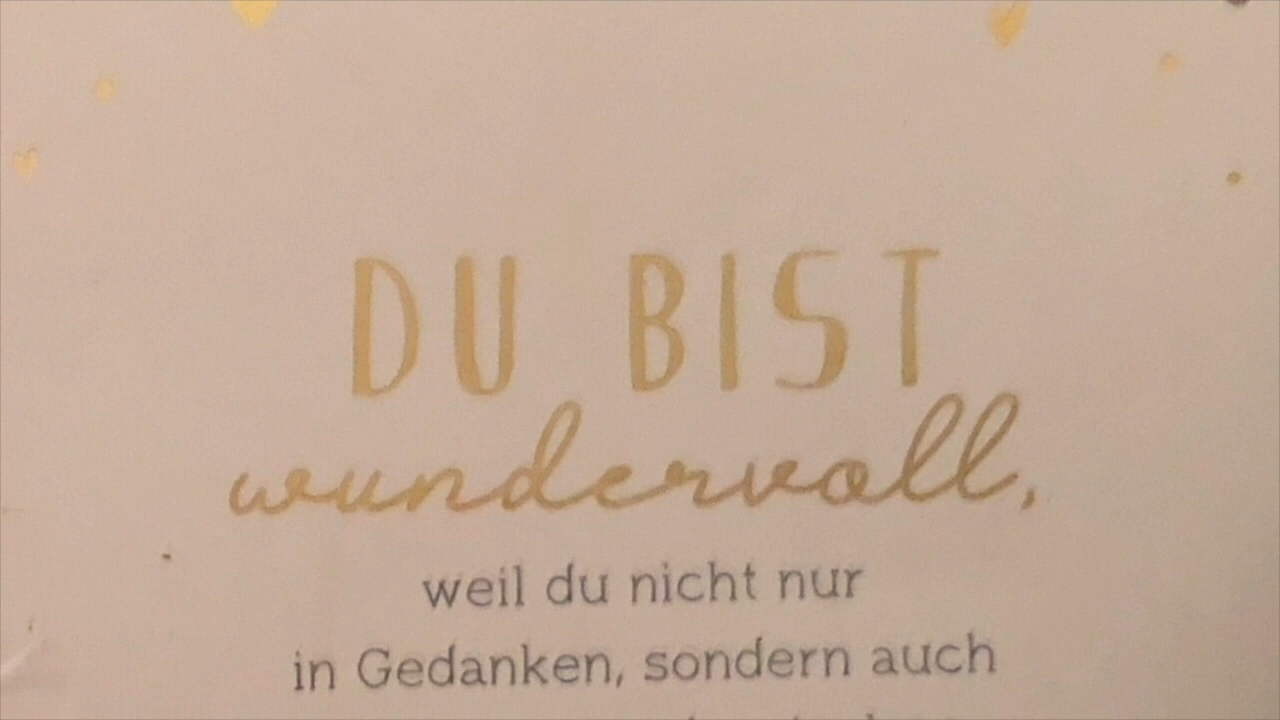 DU BIST
wundervoll,
weil du nicht nur
in Gedanken, sondern auch